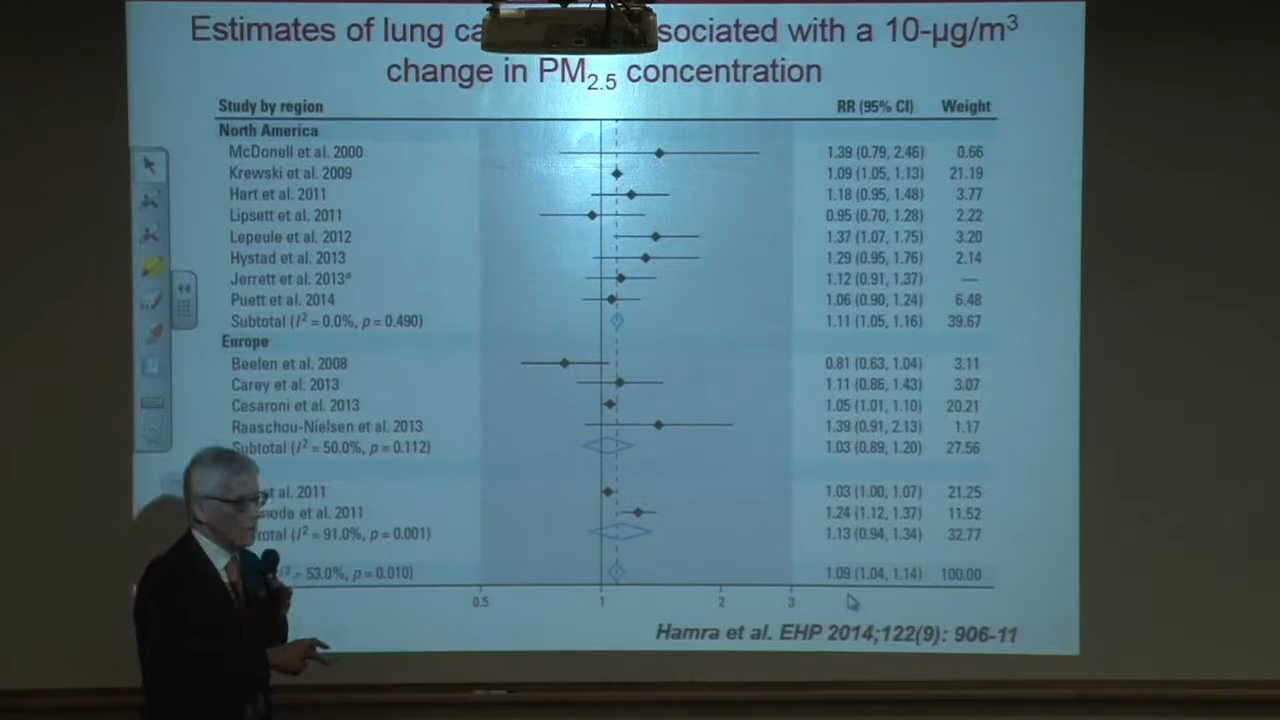 Estimates of lung sociated with a 10-µg/m³
change in PM2.5 concentration
Study by region RR (95% CI) Weight
North America
McDonell et al. 2000 1.39 (0.79, 2.46) 0.66
Krewski et al. 2009 1.09 (1.05, 1.13) 21.19
Hart et al. 2011 1.18 (0.95, 1.48) 3.77
Lipsett et al. 2011 0.95 (0.70, 1.28) 2.22
Lepeule et al. 2012 1.37 (1.07, 1.75) 3.20
Hystad et al. 2013 1.29 (0.95, 1.76) 2.14
Jerrett et al. 2013ª 1.12 (0.91, 1.37) —
Puett et al. 2014 1.06 (0.90, 1.24) 6.48
Subtotal (I² = 0.0%, p = 0.490) 1.11 (1.05, 1.16) 39.67
Europe
Beelen et al. 2008 0.81 (0.63, 1.04) 3.11
Carey et al. 2013 1.11 (0.86, 1.43) 3.07
Cesaroni et al. 2013 1.05 (1.01, 1.10) 20.21
Raaschou-Nielsen et al. 2013 1.39 (0.91, 2.13) 1.17
Subtotal (I² = 50.0%, p = 0.112) 1.03 (0.89, 1.20) 27.56
al. 2011 1.03 (1.00, 1.07) 21.25
moda et al. 2011 1.24 (1.12, 1.37) 11.52
total (I² = 91.0%, p = 0.001) 1.13 (0.94, 1.34) 32.77
= 53.0%, p = 0.010) 1.09 (1.04, 1.14) 100.00
0.5 1 2 3
Hamra et al. EHP 2014;122(9): 906-11